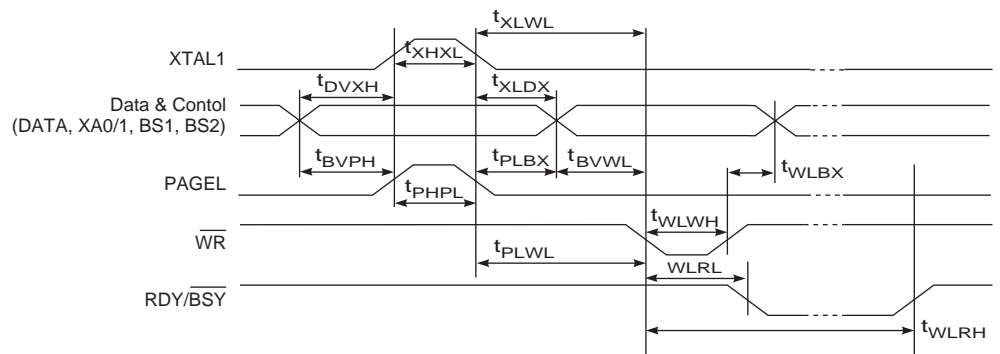 tXLWL
XTAL1
tXHXL
tDVXH
tXLDX
Data & Contol
(DATA, XA0/1, BS1, BS2)
tBVPH
tPLBX
tBVWL
tWLBX
PAGEL
tPHPL
tWLWH
WR
tPLWL
WLRL
RDY/BSY
tWLRH